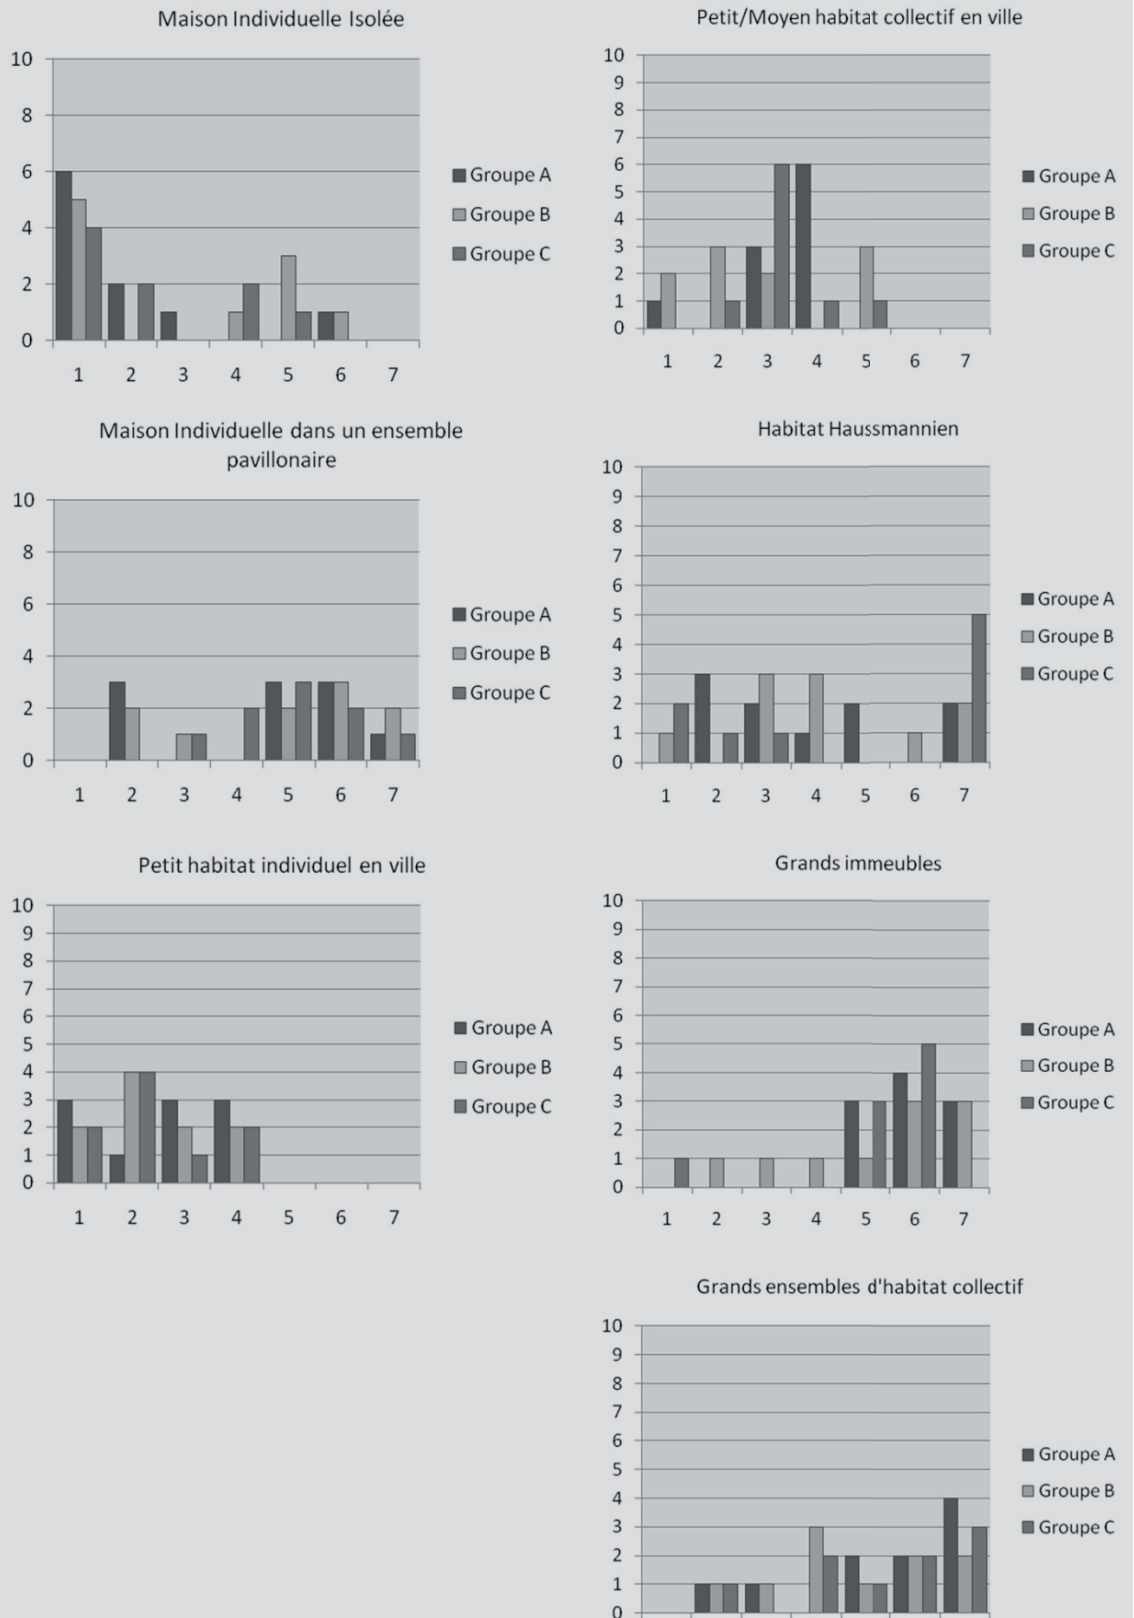 Maison Individuelle Isolée
10
8
6
4
2
0
1 2 3 4 5 6 7
Groupe A
Groupe B
Groupe C
Petit/Moyen habitat collectif en ville
10
9
8
7
6
5
4
3
2
1
0
1 2 3 4 5 6 7
Groupe A
Groupe B
Groupe C
Maison Individuelle dans un ensemble
pavillonaire
10
8
6
4
2
0
1 2 3 4 5 6 7
Groupe A
Groupe B
Groupe C
Habitat Haussmannien
10
9
8
7
6
5
4
3
2
1
0
1 2 3 4 5 6 7
Groupe A
Groupe B
Groupe C
Petit habitat individuel en ville
10
9
8
7
6
5
4
3
2
1
0
1 2 3 4 5 6 7
Groupe A
Groupe B
Groupe C
Grands immeubles
10
9
8
7
6
5
4
3
2
1
0
1 2 3 4 5 6 7
Groupe A
Groupe B
Groupe C
Grands ensembles d'habitat collectif
10
9
8
7
6
5
4
3
2
1
0
Groupe A
Groupe B
Groupe C